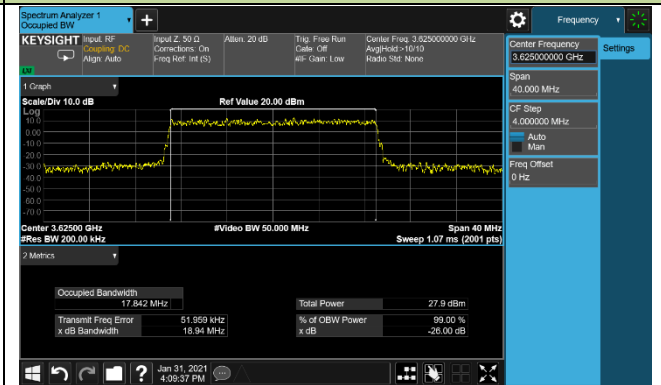 Spectrum Analyzer 1
Occupied BW
+
Frequency
KEYSIGHT
Input: RF
Coupling: DC
Align: Auto
Input Z: 50 Ω
Corrections: On
Freq Ref: Int (S)
Atten: 20 dB
Trig: Free Run
Gate: Off
#IF Gain: Low
Center Freq: 3.625000000 GHz
Avg|Hold:>10/10
Radio Std: None
Center Frequency
3.625000000 GHz
Settings
Span
40.000 MHz
CF Step
4.000000 MHz
Auto
Man
Freq Offset
0 Hz
1 Graph
Scale/Div 10.0 dB
Ref Value 20.00 dBm
Log
10.0
0.00
-10.0
-20.0
-30.0
-40.0
-50.0
-60.0
-70.0
Center 3.62500 GHz
#Video BW 50.000 MHz
Span 40 MHz
#Res BW 200.00 kHz
Sweep 1.07 ms (2001 pts)
2 Metrics
Occupied Bandwidth
17.842 MHz
Total Power
27.9 dBm
Transmit Freq Error
51.959 kHz
% of OBW Power
99.00 %
x dB Bandwidth
18.94 MHz
x dB
-26.00 dB
?
Jan 31, 2021
4:09:37 PM